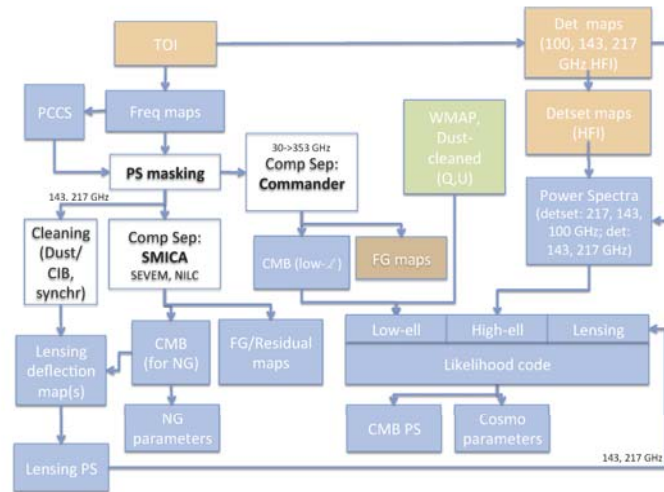 TOI
Det maps
(100, 143, 217
GHz HFI)
PCCS
Freq maps
WMAP,
Dust-
cleaned
(Q,U)
Detset maps
(HFI)
PS masking
30->353 GHz
Comp Sep:
Commander
Power Spectra
(detset: 217, 143,
100 GHz; det:
143, 217 GHz)
143, 217 GHz
Cleaning
(Dust/
CIB,
synchr)
Comp Sep:
SMICA
SEVEM, NILC
CMB (low-ℓ)
FG maps
Lensing
deflection
map(s)
CMB
(for NG)
FG/Residual
maps
Low-ell
High-ell
Lensing
Likelihood code
NG
parameters
CMB PS
Cosmo
parameters
Lensing PS
143, 217 GHz